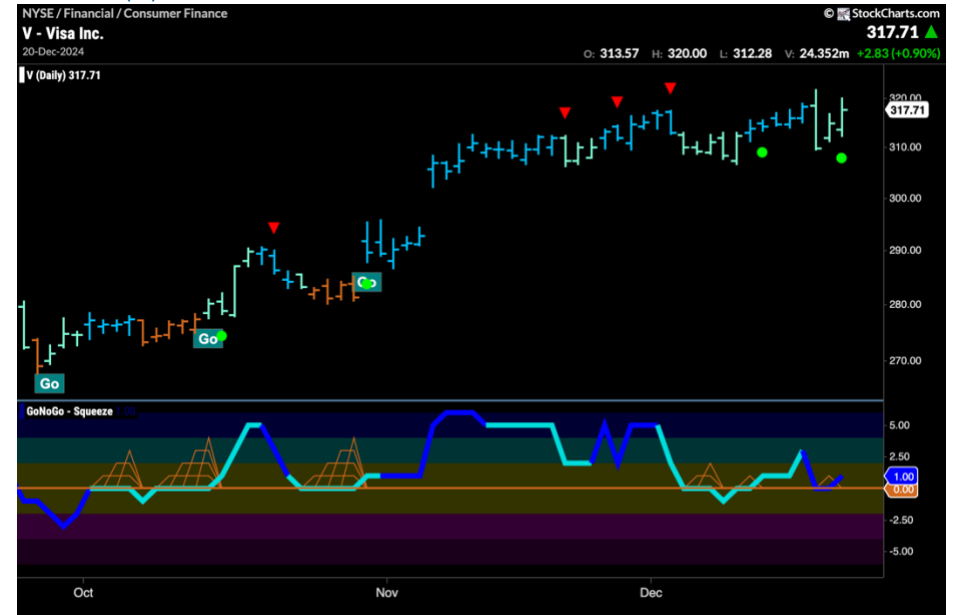 NYSE / Financial / Consumer Finance
© StockCharts.com
V - Visa Inc.
317.71
20-Dec-2024
O: 313.57 H: 320.00 L: 312.28 V: 24.352m +2.83 (+0.90%)
V (Daily) 317.71
320.00
317.71
310.00
300.00
290.00
Go
280.00
Go
270.00
Go
GoNoGo - Squeeze 1.00
5.00
2.50
1.00
0.00
-2.50
-5.00
Oct Nov Dec